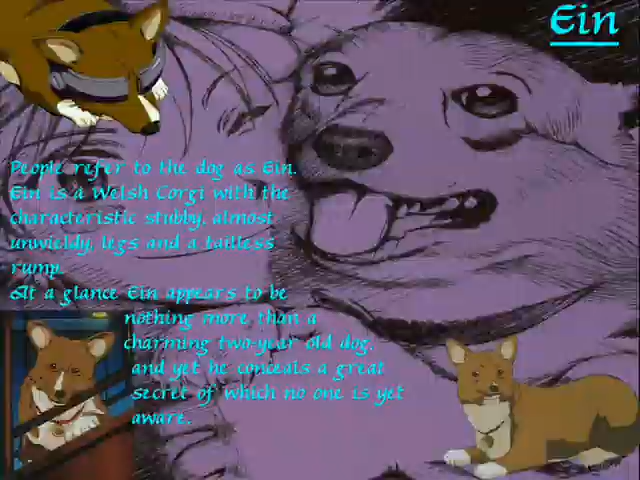 Ein
People refer to the dog as Ein.
Ein is a Welsh Corgi with the
characteristic stubby, almost
unwieldy, legs and a tailless
rump.
At a glance Ein appears to be
nothing more, than a
charming two-year old dog,
and yet he conceals a great
secret of which no one is yet
aware.